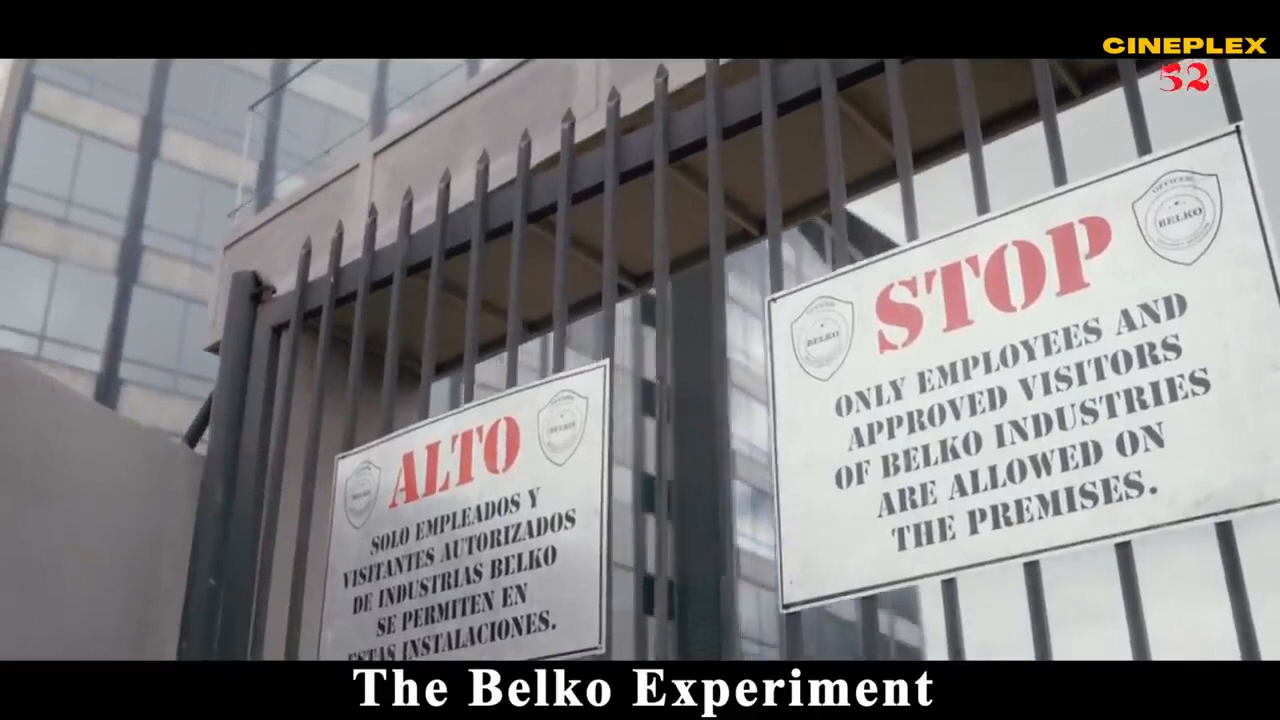 CINEPLEX
52
STOP
BELKO
BELKO
ONLY EMPLOYEES AND
APPROVED VISITORS
OF BELKO INDUSTRIES
ARE ALLOWED ON
THE PREMISES.
ALTO
BELKO
SOLO EMPLEADOS Y
VISITANTES AUTORIZADOS
DE INDUSTRIAS BELKO
SE PERMITEN EN
ESTAS INSTALACIONES.
The Belko Experiment